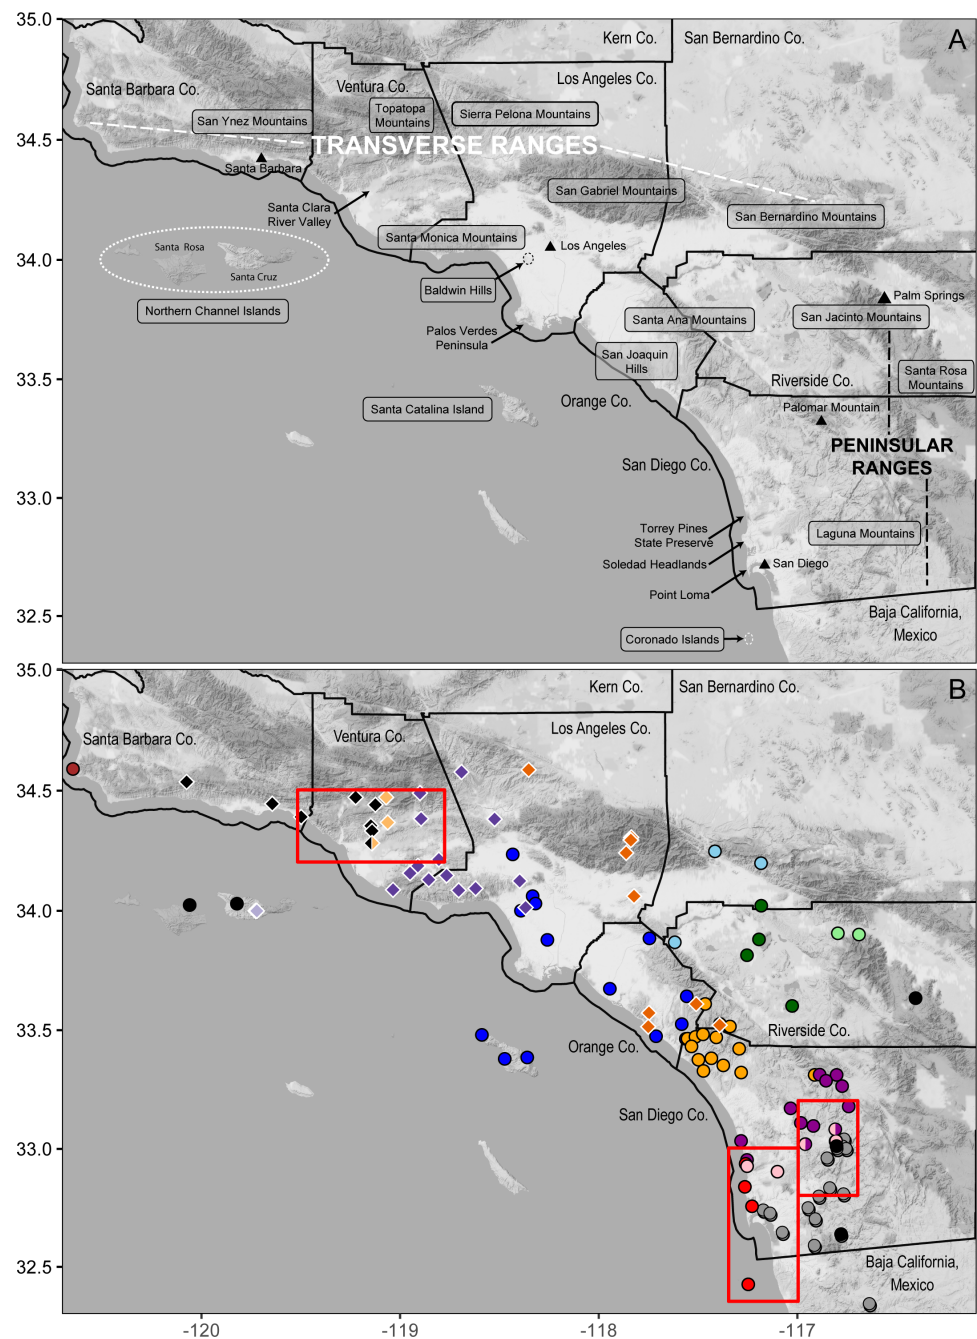 35.0
Kern Co.
San Bernardino Co.
A
Los Angeles Co.
Santa Barbara Co.
Ventura Co.
Topatopa
Mountains
San Ynez Mountains
Sierra Pelona Mountains
34.5
TRANSVERSE RANGES
Santa Barbara
San Gabriel Mountains
Santa Clara
River Valley
San Bernardino Mountains
Santa Monica Mountains
Santa Rosa
Los Angeles
34.0
Santa Cruz
Baldwin Hills
Palm Springs
Northern Channel Islands
San Jacinto Mountains
Santa Ana Mountains
Palos Verdes
Peninsula
San Joaquin
Hills
Santa Rosa
Mountains
33.5
Riverside Co.
Orange Co.
Santa Catalina Island
Palomar Mountain
PENINSULAR
RANGES
San Diego Co.
33.0
Torrey Pines
State Preserve
Laguna Mountains
Soledad Headlands
San Diego
Point Loma
32.5
Baja California,
Mexico
Coronado Islands
35.0
Kern Co.
San Bernardino Co.
B
Los Angeles Co.
Santa Barbara Co.
Ventura Co.
34.5
34.0
33.5
Riverside Co.
Orange Co.
San Diego Co.
33.0
32.5
Baja California,
Mexico
-120
-119
-118
-117